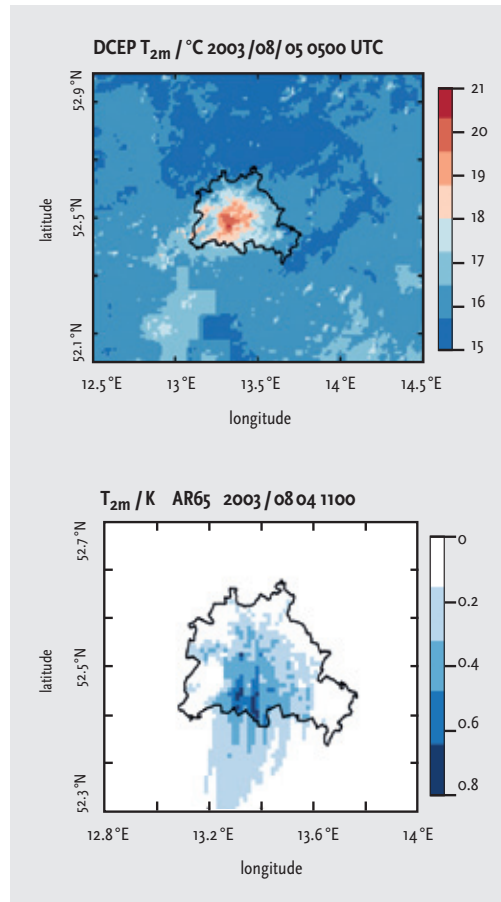 DCEP T2m / °C 2003 /08/ 05 0500 UTC
52.9 °N
52.5 °N
52.1 °N
latitude
21
20
19
18
17
16
15
12.5 °E 13 °E 13.5 °E 14 °E 14.5 °E
longitude
T2m / K AR65 2003 / 08 04 1100
52.7 °N
52.5 °N
52.3 °N
latitude
0
0.2
0.4
0.6
0.8
12.8 °E 13.2 °E 13.6 °E 14 °E
longitude